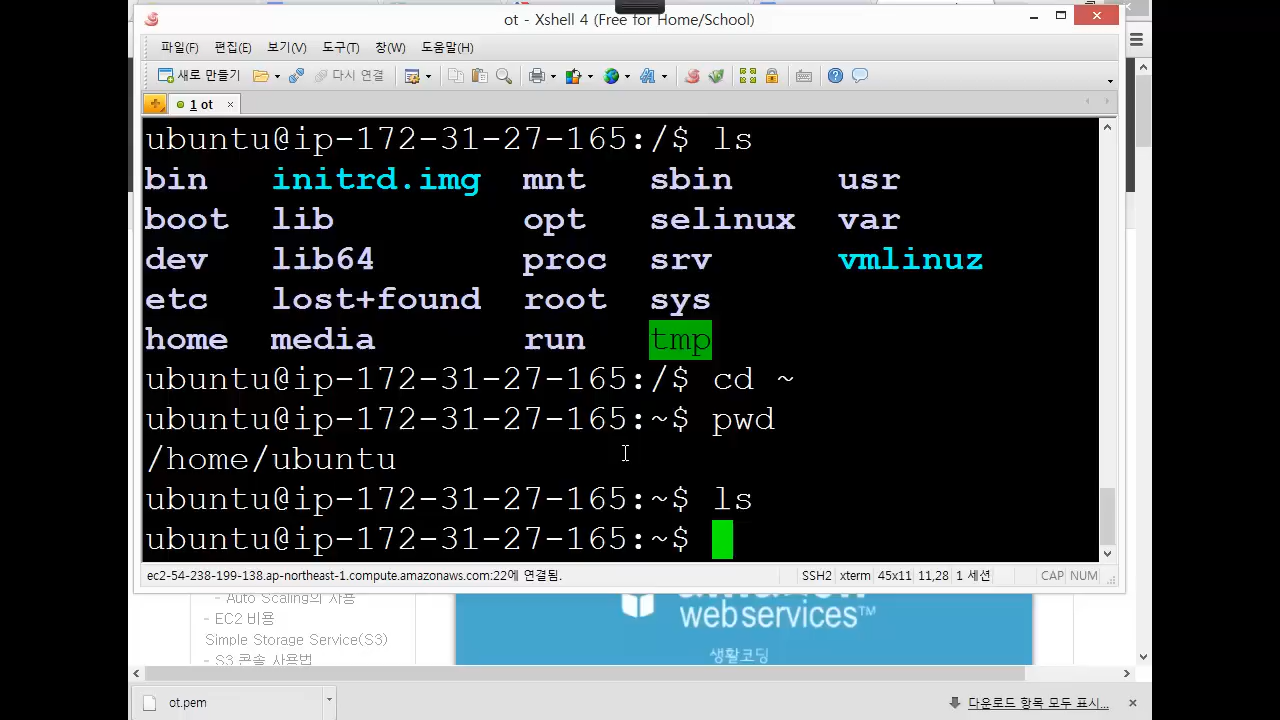 ot - Xshell 4 (Free for Home/School)
파일(F) 편집(E) 보기(V) 도구(T) 창(W) 도움말(H)
새로 만들기 다시 연결
1 ot
ubuntu@ip-172-31-27-165:/$ ls
bin initrd.img mnt sbin usr
boot lib opt selinux var
dev lib64 proc srv vmlinuz
etc lost+found root sys
home media run tmp
ubuntu@ip-172-31-27-165:/$ cd ~
ubuntu@ip-172-31-27-165:~$ pwd
/home/ubuntu
ubuntu@ip-172-31-27-165:~$ ls
ubuntu@ip-172-31-27-165:~$
ec2-54-238-199-138.ap-northeast-1.compute.amazonaws.com:22에 연결됨. SSH2 xterm 45x11 11,28 1 세션 CAP NUM
- Auto Scaling의 사용
- EC2 비용
Simple Storage Service(S3)
- S3 콘솔 사용법
webservices™
생활코딩
ot.pem
다운로드 항목 모두 표시...